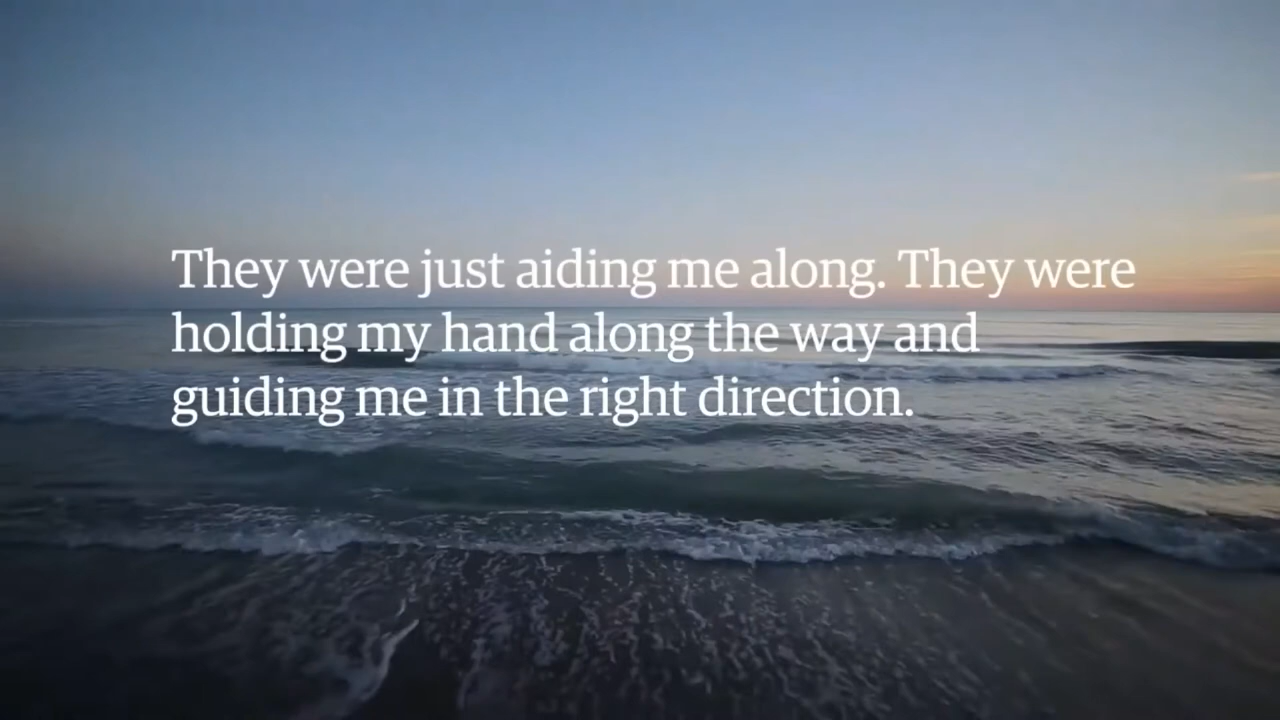 They were just aiding me along. They were
holding my hand along the way and
guiding me in the right direction.